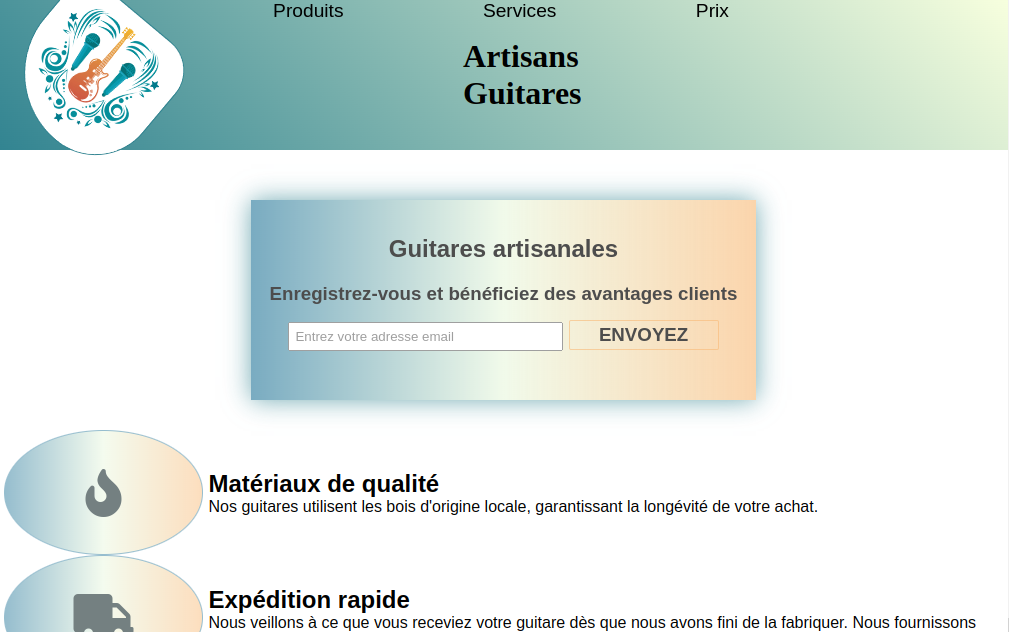 Produits Services Prix
Artisans
Guitares
Guitares artisanales
Enregistrez-vous et bénéficiez des avantages clients
Entrez votre adresse email ENVOYEZ
Matériaux de qualité
Nos guitares utilisent les bois d'origine locale, garantissant la longévité de votre achat.
Expédition rapide
Nous veillons à ce que vous receviez votre guitare dès que nous avons fini de la fabriquer. Nous fournissons